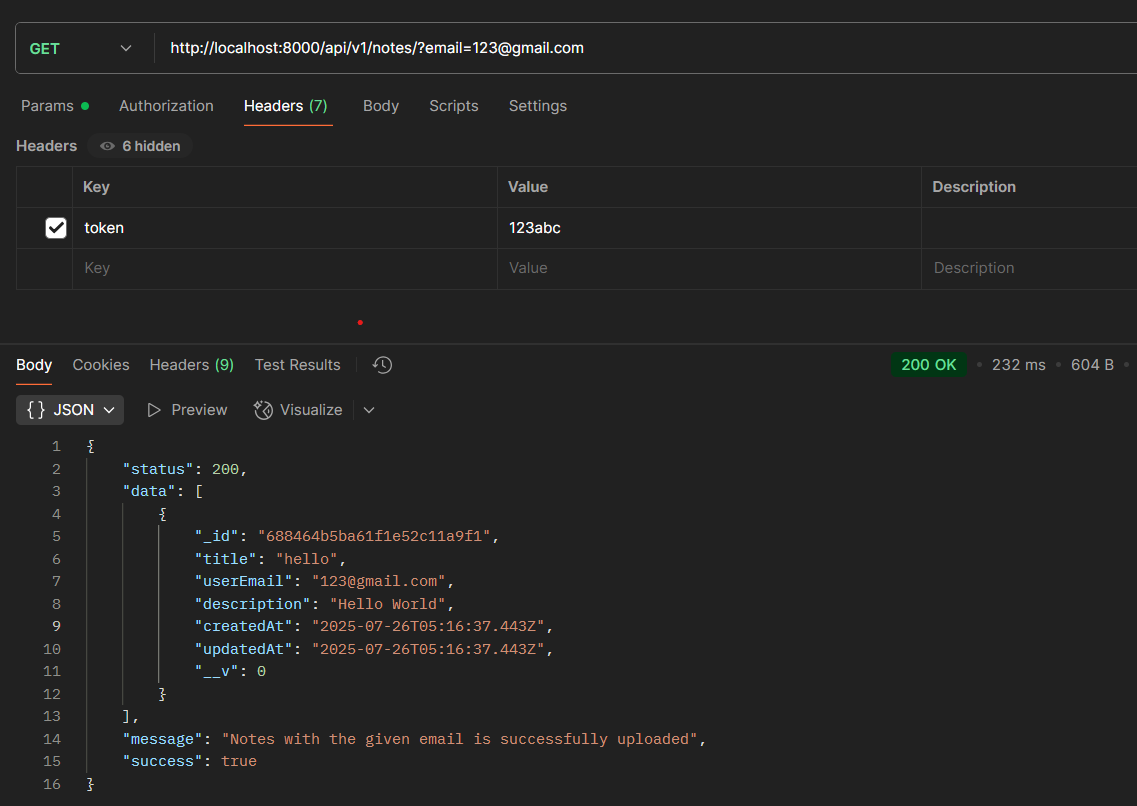 GET http://localhost:8000/api/v1/notes/?email=123@gmail.com
Params Authorization Headers (7) Body Scripts Settings
Headers 6 hidden
Key Value Description
token 123abc
Key Value Description
Body Cookies Headers (9) Test Results 200 OK 232 ms 604 B
{} JSON Preview Visualize
1 {
2 "status": 200,
3 "data": [
4 {
5 "_id": "688464b5ba61f1e52c11a9f1",
6 "title": "hello",
7 "userEmail": "123@gmail.com",
8 "description": "Hello World",
9 "createdAt": "2025-07-26T05:16:37.443Z",
10 "updatedAt": "2025-07-26T05:16:37.443Z",
11 "__v": 0
12 }
13 ],
14 "message": "Notes with the given email is successfully uploaded",
15 "success": true
16 }